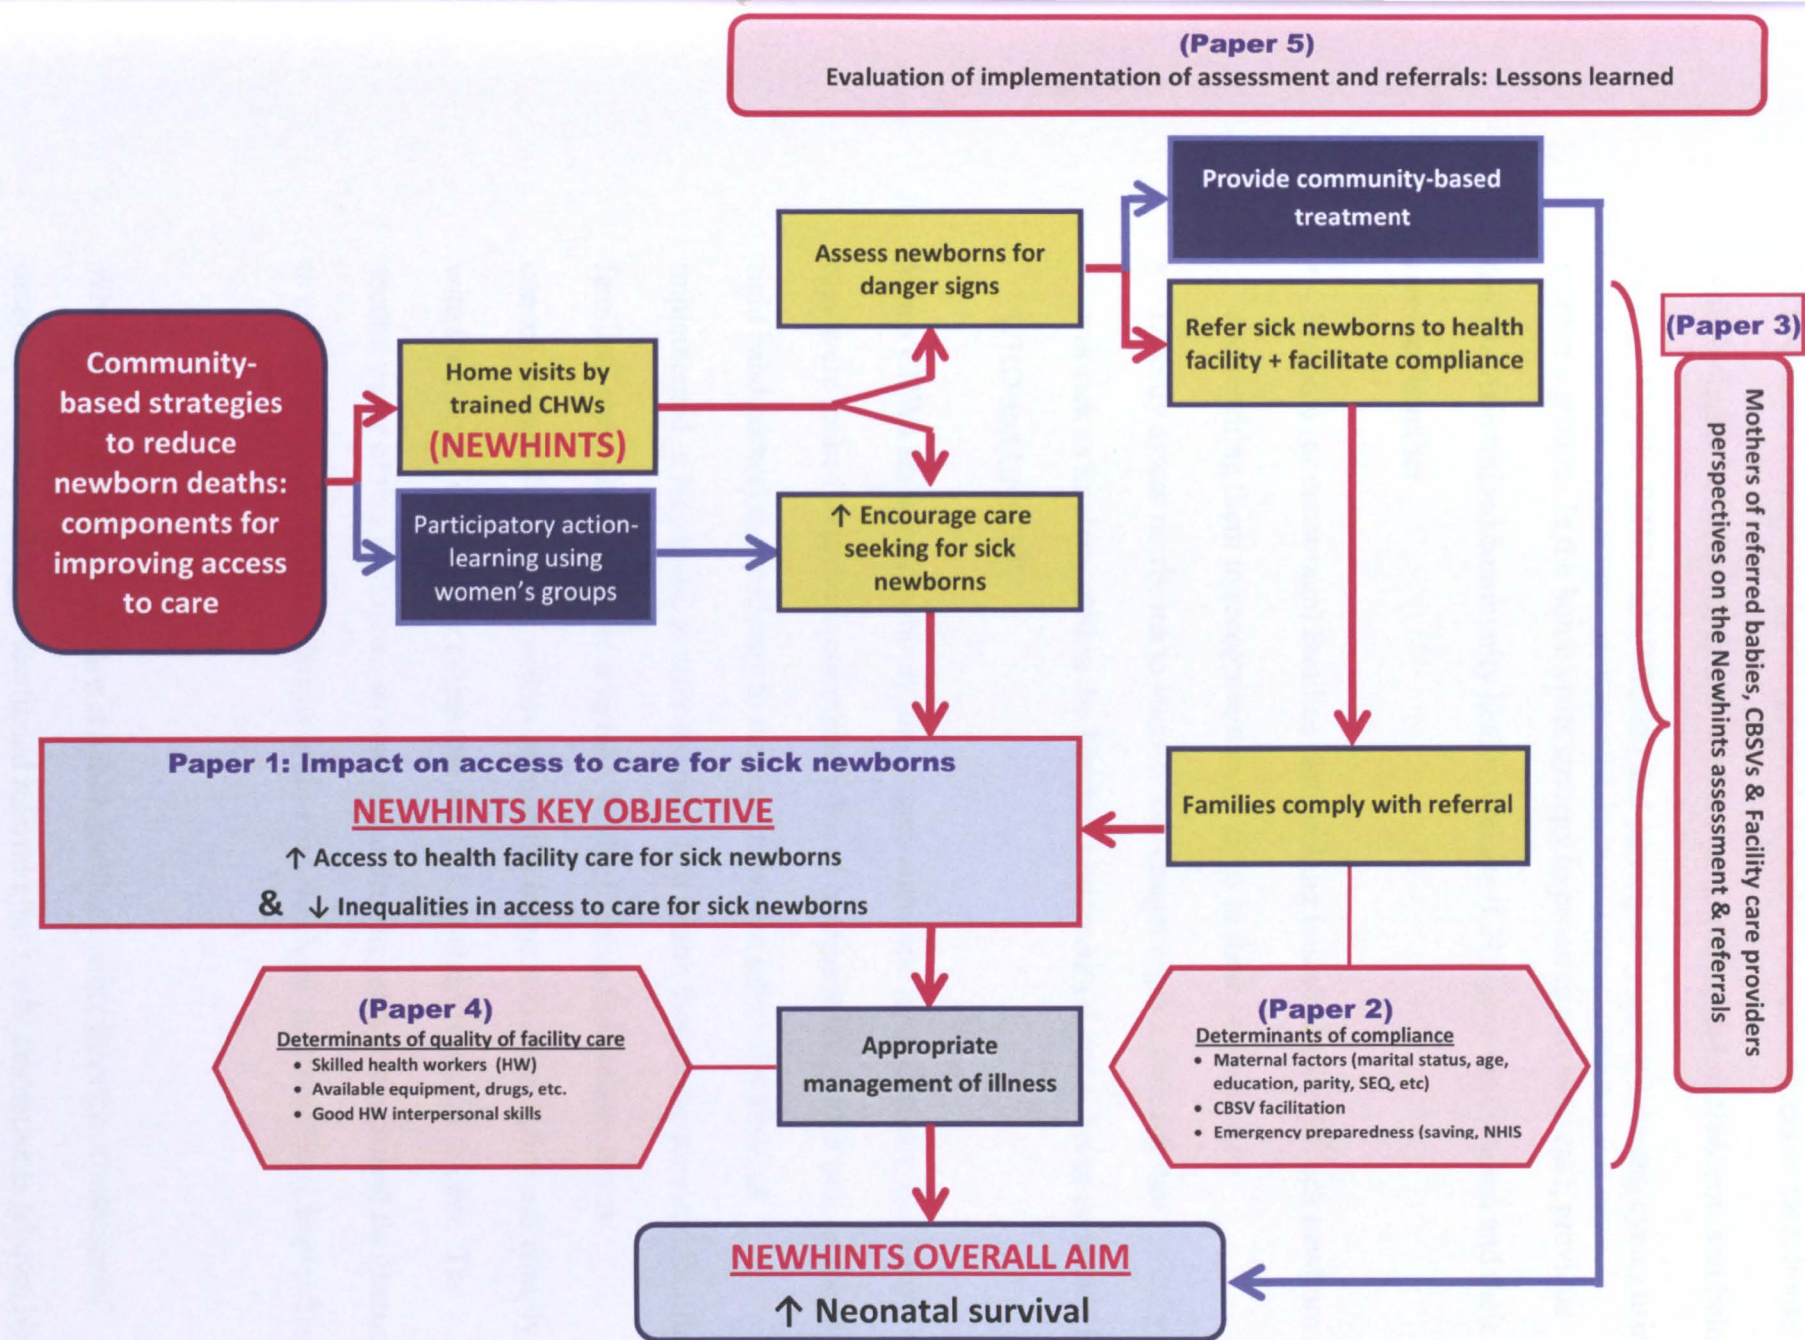 (Paper 5)
Evaluation of implementation of assessment and referrals: Lessons learned
Provide community-based
treatment
Assess newborns for
danger signs
Refer sick newborns to health
facility + facilitate compliance
(Paper 3)
Mothers of referred babies, CBSVs & Facility care providers
perspectives on the Newhints assessment & referrals
Community-
based strategies
to reduce
newborn deaths:
components for
improving access
to care
Home visits by
trained CHWs
(NEWHINTS)
Participatory action-
learning using
women's groups
↑ Encourage care
seeking for sick
newborns
Paper 1: Impact on access to care for sick newborns
NEWHINTS KEY OBJECTIVE
↑ Access to health facility care for sick newborns
& ↓ Inequalities in access to care for sick newborns
Families comply with referral
(Paper 4)
Determinants of quality of facility care
• Skilled health workers (HW)
• Available equipment, drugs, etc.
• Good HW interpersonal skills
Appropriate
management of illness
(Paper 2)
Determinants of compliance
• Maternal factors (marital status, age,
education, parity, SEQ, etc)
• CBSV facilitation
• Emergency preparedness (saving, NHIS
NEWHINTS OVERALL AIM
↑ Neonatal survival